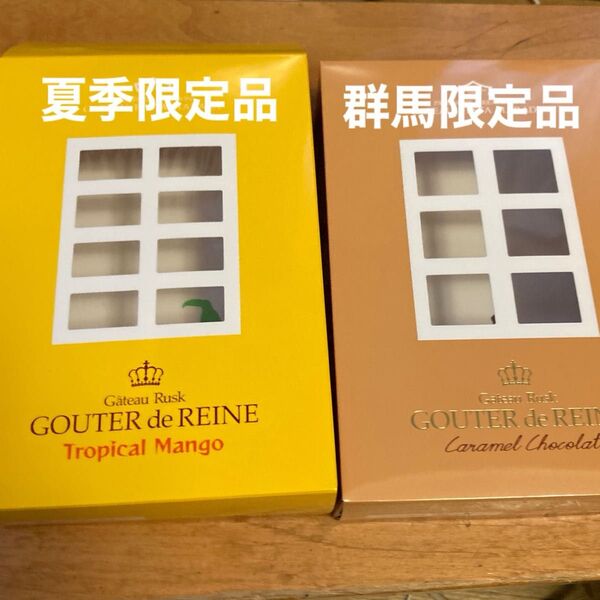 夏季限定品
Gâteau Rusk
GOUTER de REINE
Tropical Mango
群馬限定品
Gateau Rusk
GOUTER de REIN
Caramel Chocolat